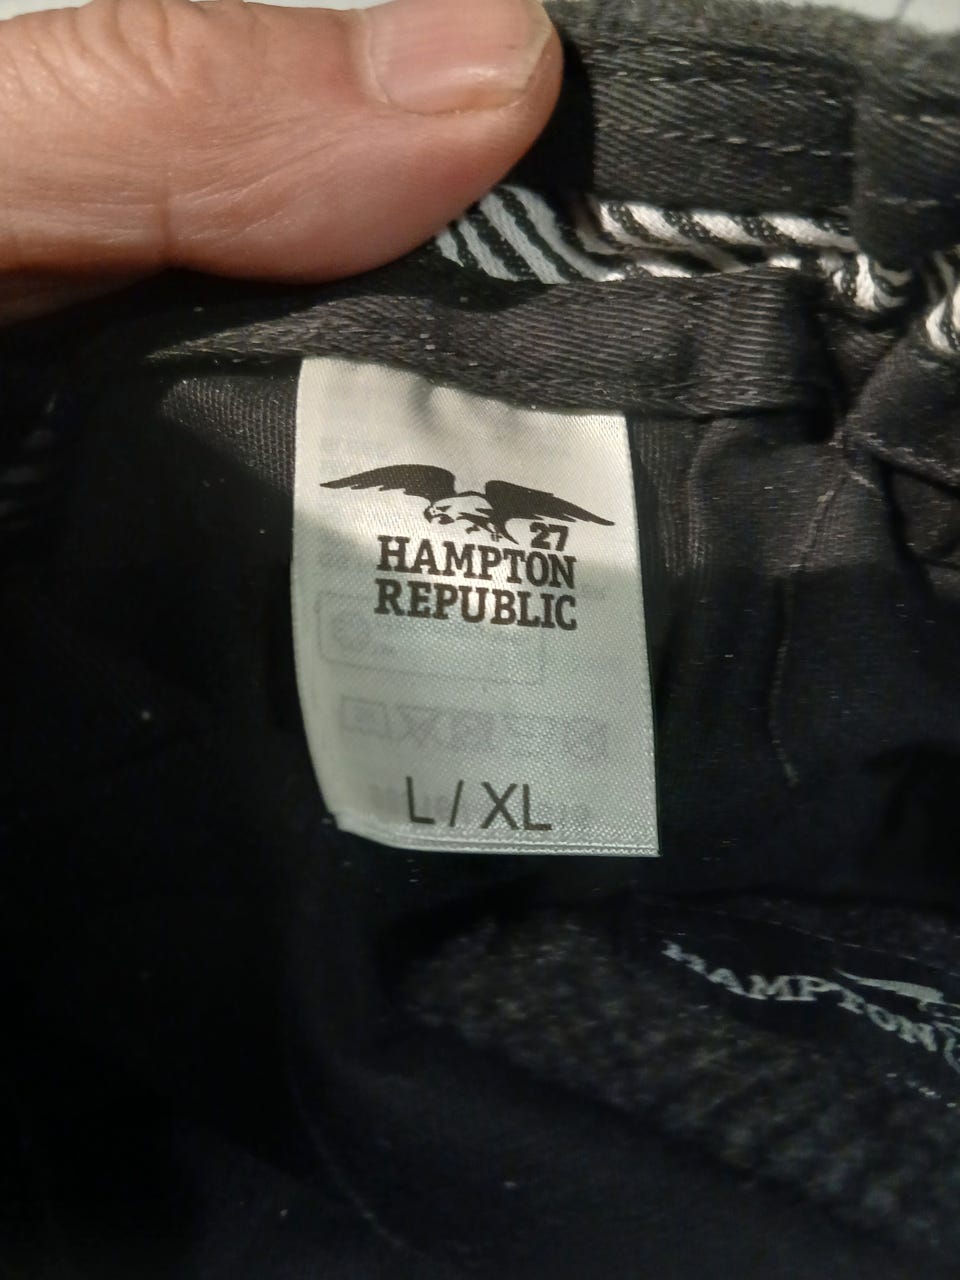 27
HAMPTON
REPUBLIC
L / XL
HAMPTON